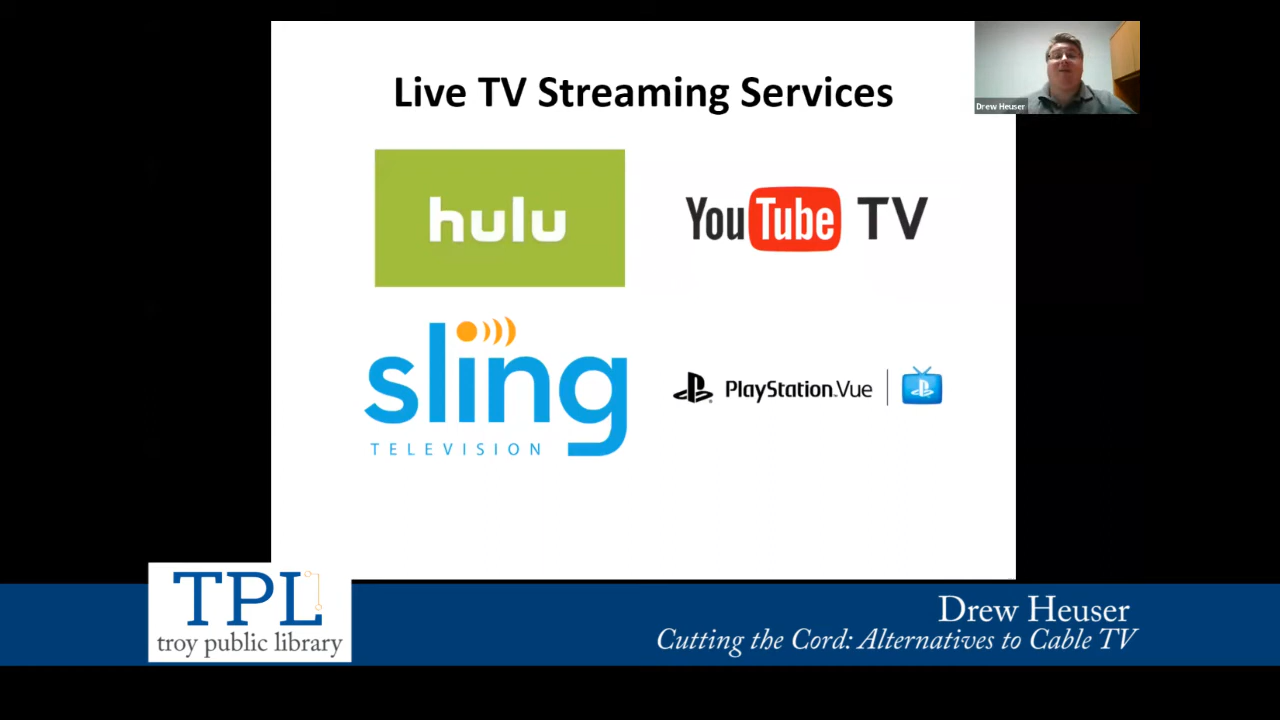 Live TV Streaming Services
Drew Heuser
hulu
YouTube TV
sling
TELEVISION
PlayStation.Vue
TPL
troy public library
Drew Heuser
Cutting the Cord: Alternatives to Cable TV